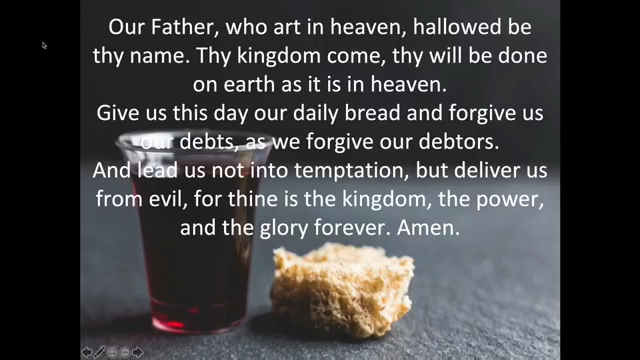 Our Father, who art in heaven, hallowed be
thy name. Thy kingdom come, thy will be done
on earth as it is in heaven.
Give us this day our daily bread and forgive us
our debts, as we forgive our debtors.
And lead us not into temptation, but deliver us
from evil, for thine is the kingdom, the power,
and the glory forever. Amen.